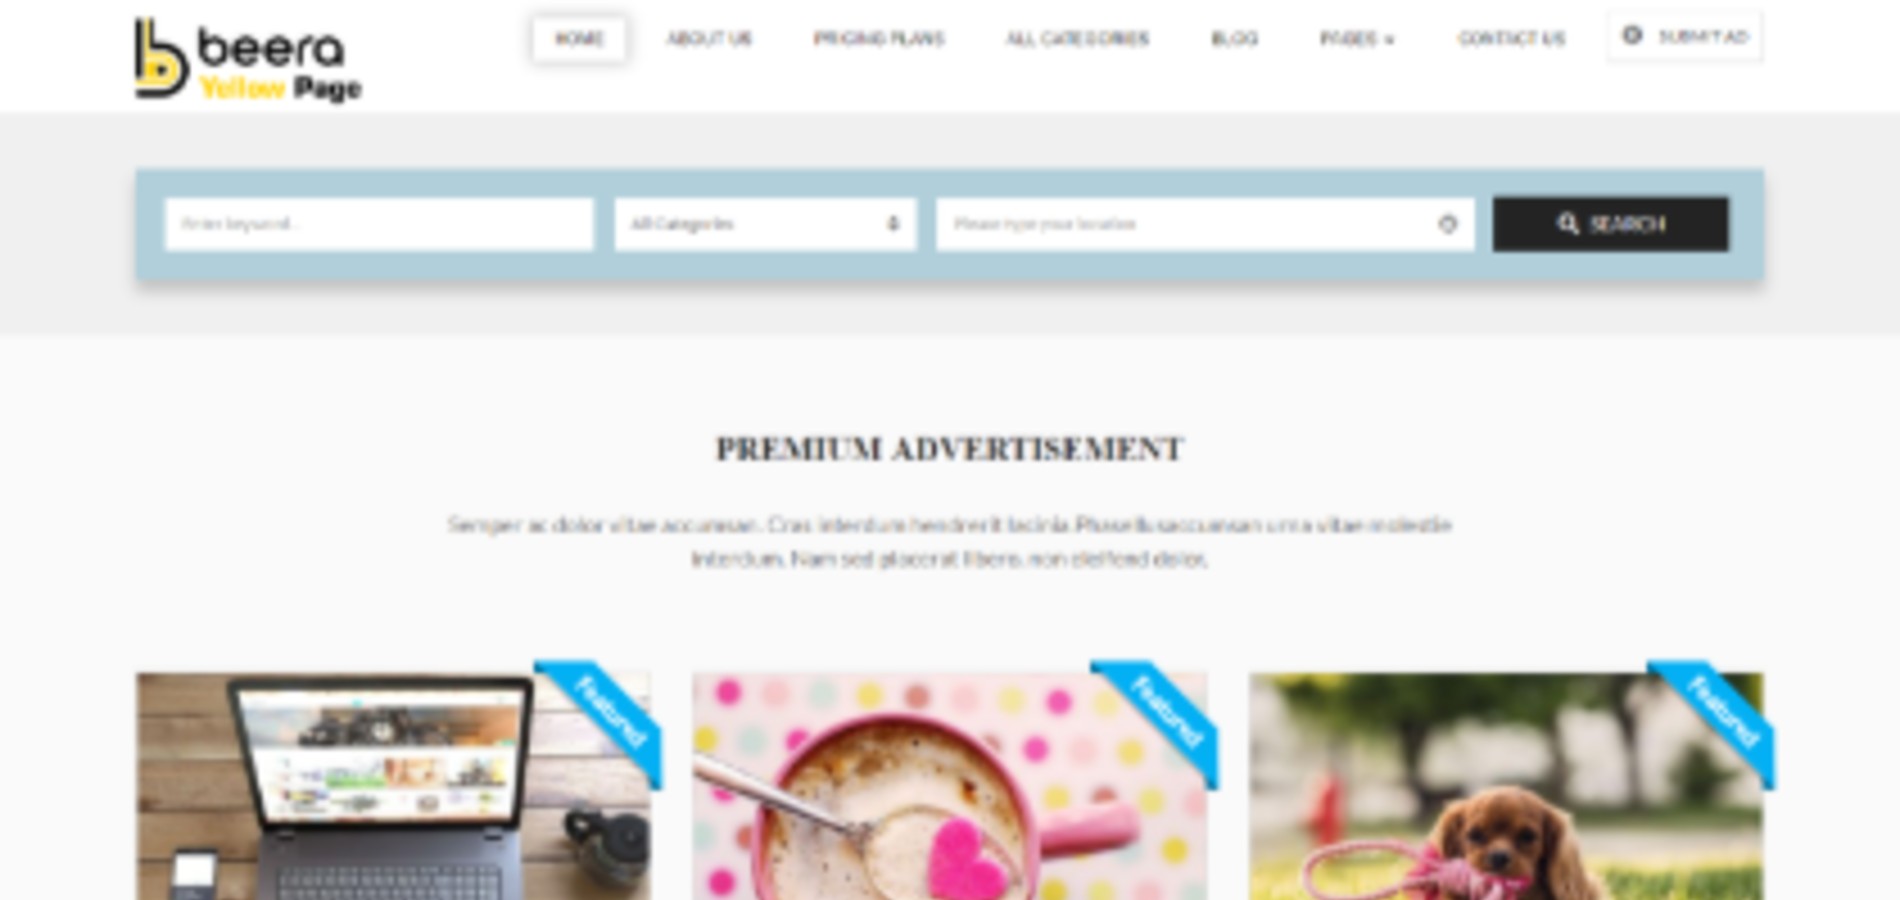 beera
Yellow Page
HOME ABOUT US PRICING PLANS ALL CATEGORIES BLOG PAGES CONTACT US SUBMIT AD
Enter keyword... All Categories Please type your location SEARCH
PREMIUM ADVERTISEMENT
Semper ac dolor vitae accumsan. Cras interdum hendrerit lacinia.Phasellusaccumsan urna vitae molestie
interdum. Nam sed placerat libero, non eleifend dolor.
Featured Featured Featured